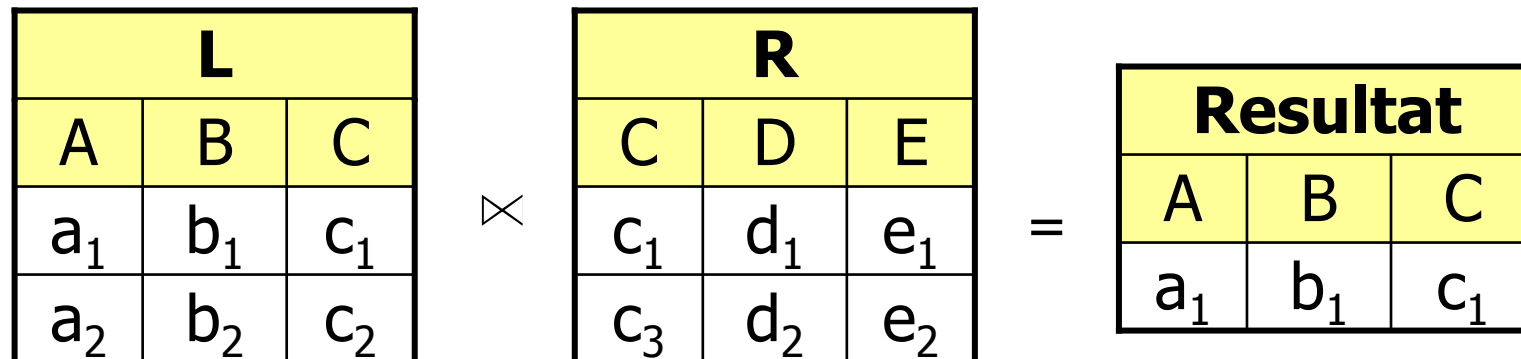 L
A B C
a₁ b₁ c₁
a₂ b₂ c₂
⋉
R
C D E
c₁ d₁ e₁
c₃ d₂ e₂
=
Resultat
A B C
a₁ b₁ c₁